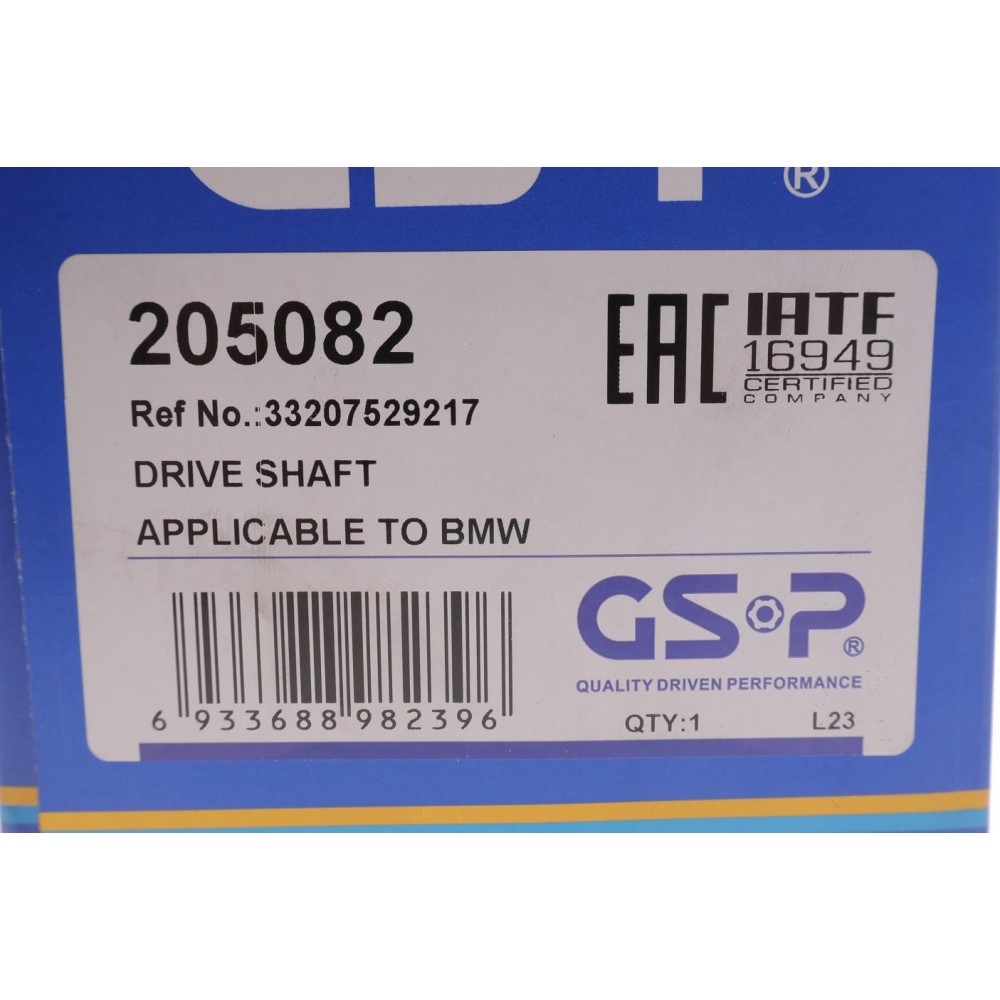 ®
205082
EAC
IATF
16949
CERTIFIED
COMPANY
Ref No.:33207529217
DRIVE SHAFT
APPLICABLE TO BMW
GSP®
QUALITY DRIVEN PERFORMANCE
6 933688 982396
QTY:1 L23